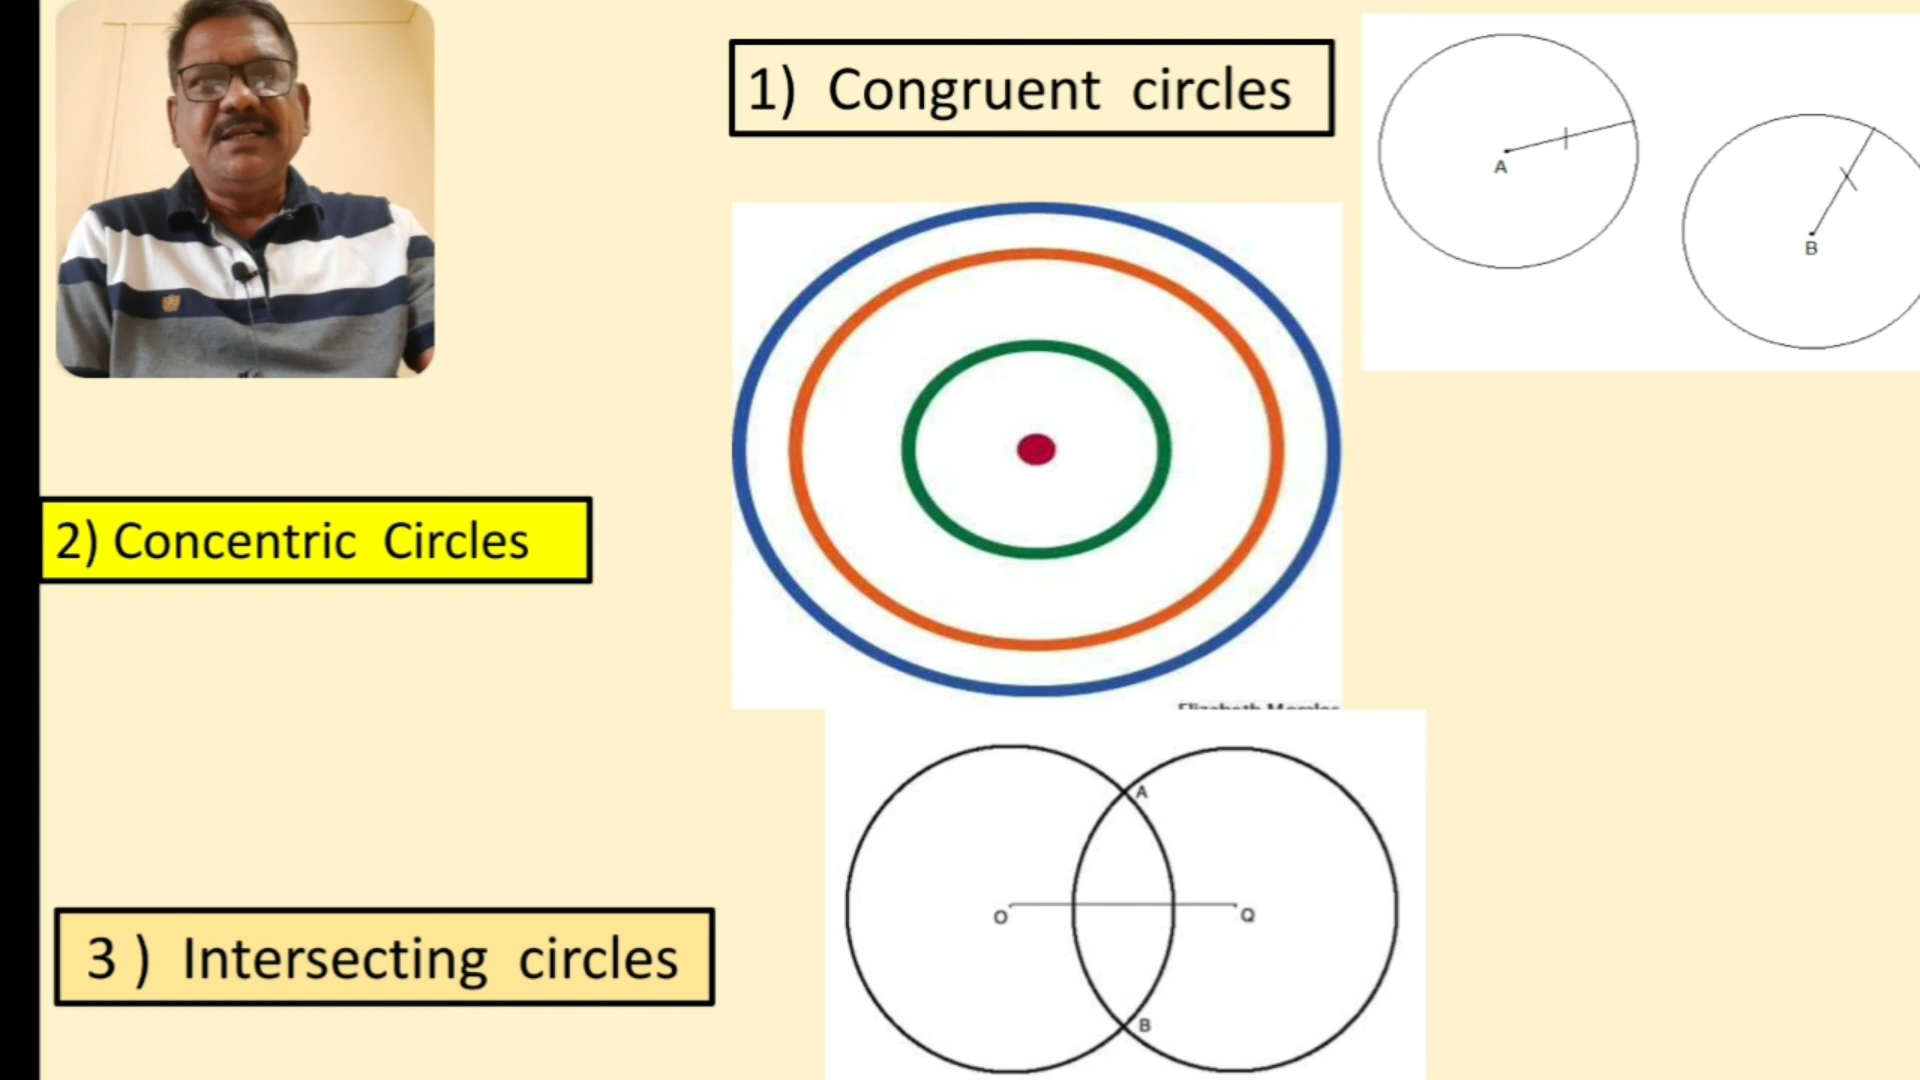 1) Congruent circles
A
B
2) Concentric Circles
A
O
Q
3 ) Intersecting circles
B